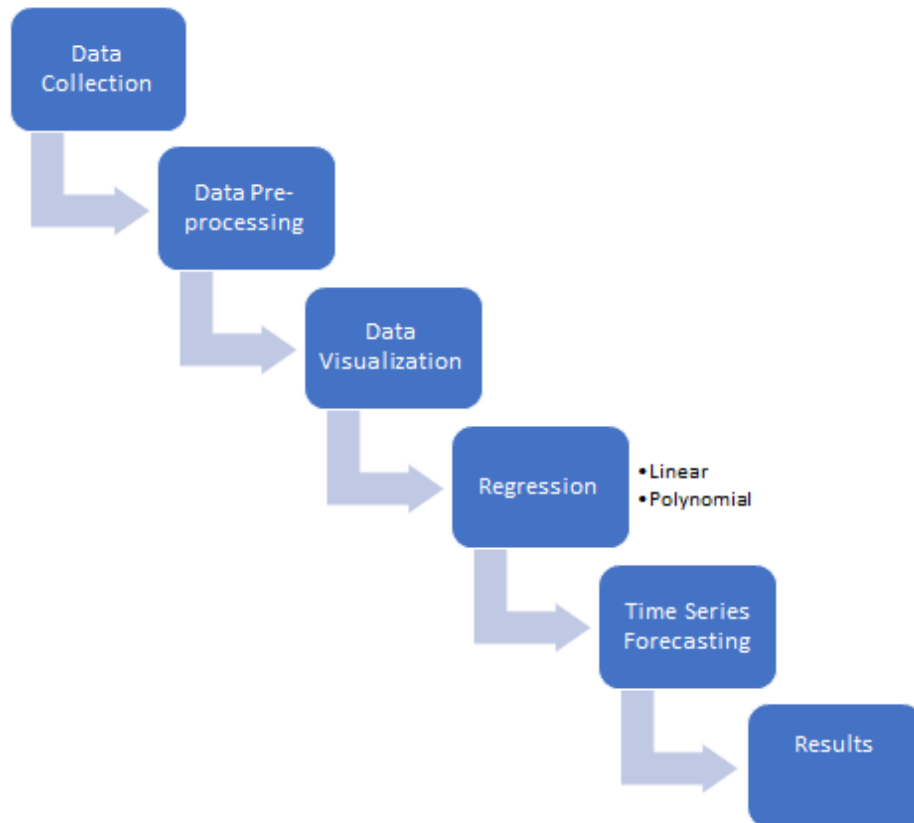 Data
Collection
Data Pre-
processing
Data
Visualization
Regression
•Linear
•Polynomial
Time Series
Forecasting
Results